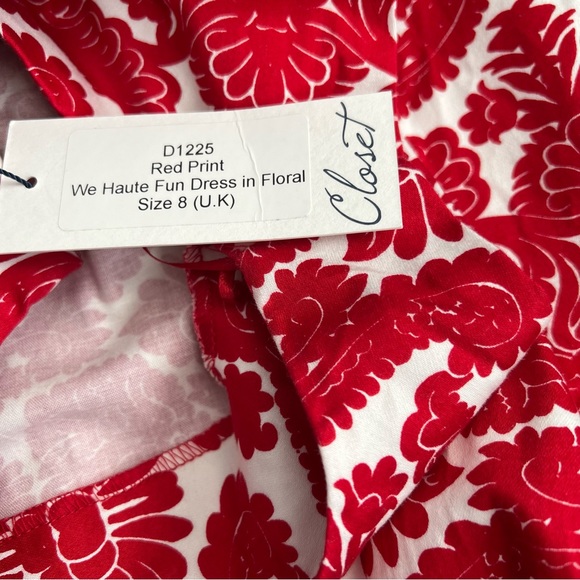 D1225
Red Print
We Haute Fun Dress in Floral
Size 8 (U.K)
Closet